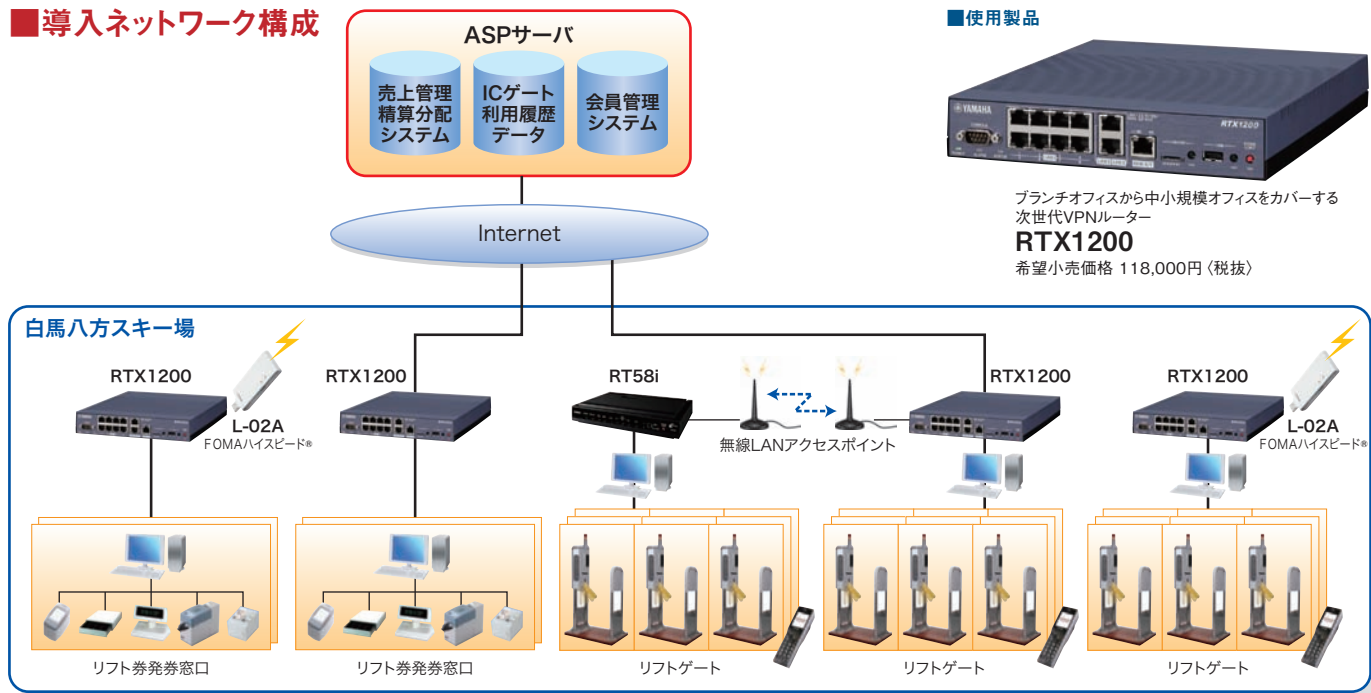 ■導入ネットワーク構成
ASPサーバ
売上管理
精算分配
システム
ICゲート
利用履歴
データ
会員管理
システム
Internet
■使用製品
YAMAHA
RTX1200
ブランチオフィスから中小規模オフィスをカバーする
次世代VPNルーター
RTX1200
希望小売価格 118,000円〈税抜〉
白馬八方スキー場
RTX1200
L-02A
FOMAハイスピード®
RTX1200
RT58i
無線LANアクセスポイント
RTX1200
RTX1200
L-02A
FOMAハイスピード®
リフト券発券窓口
リフト券発券窓口
リフトゲート
リフトゲート
リフトゲート